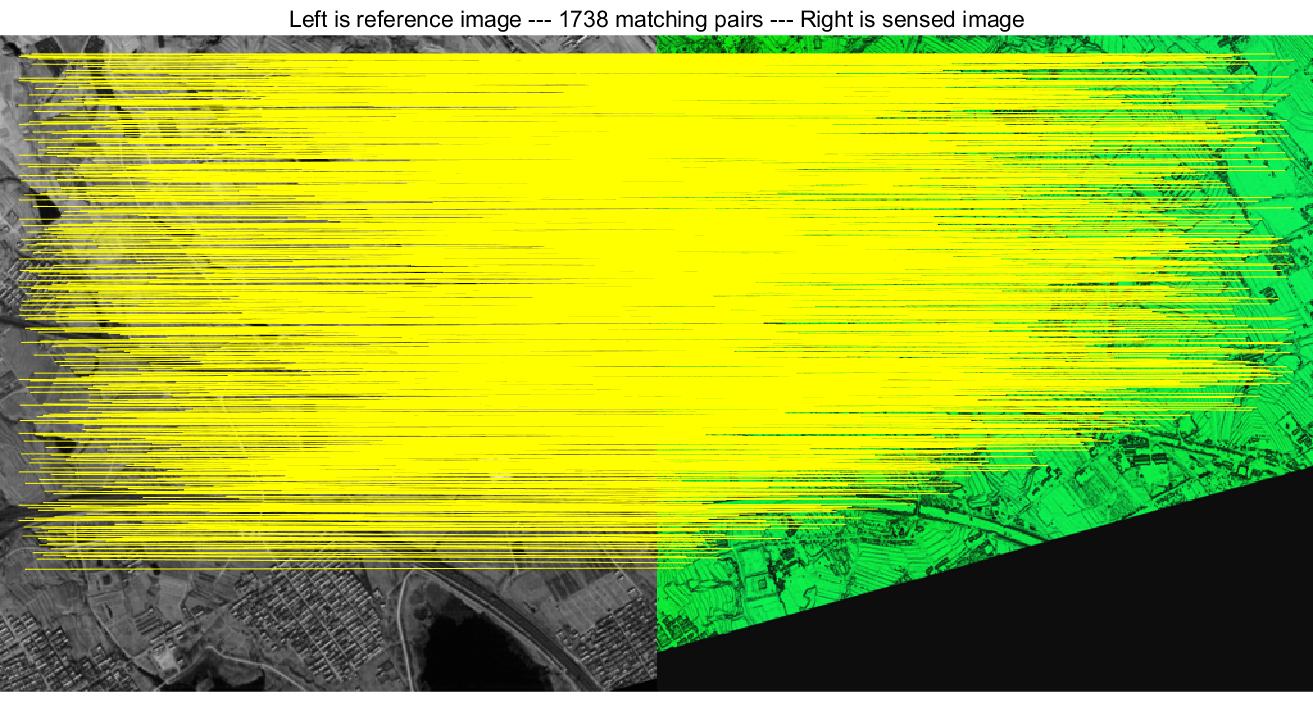 Left is reference image --- 1738 matching pairs --- Right is sensed image